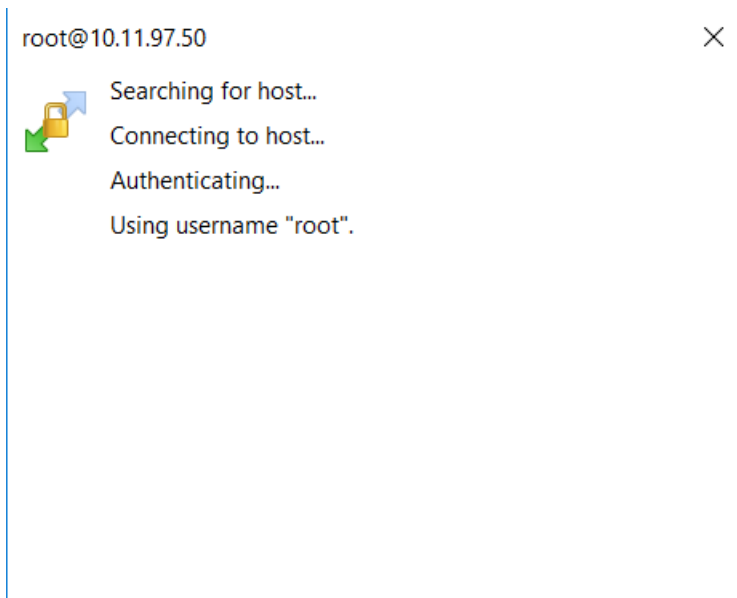 root@10.11.97.50
Searching for host...
Connecting to host...
Authenticating...
Using username "root".